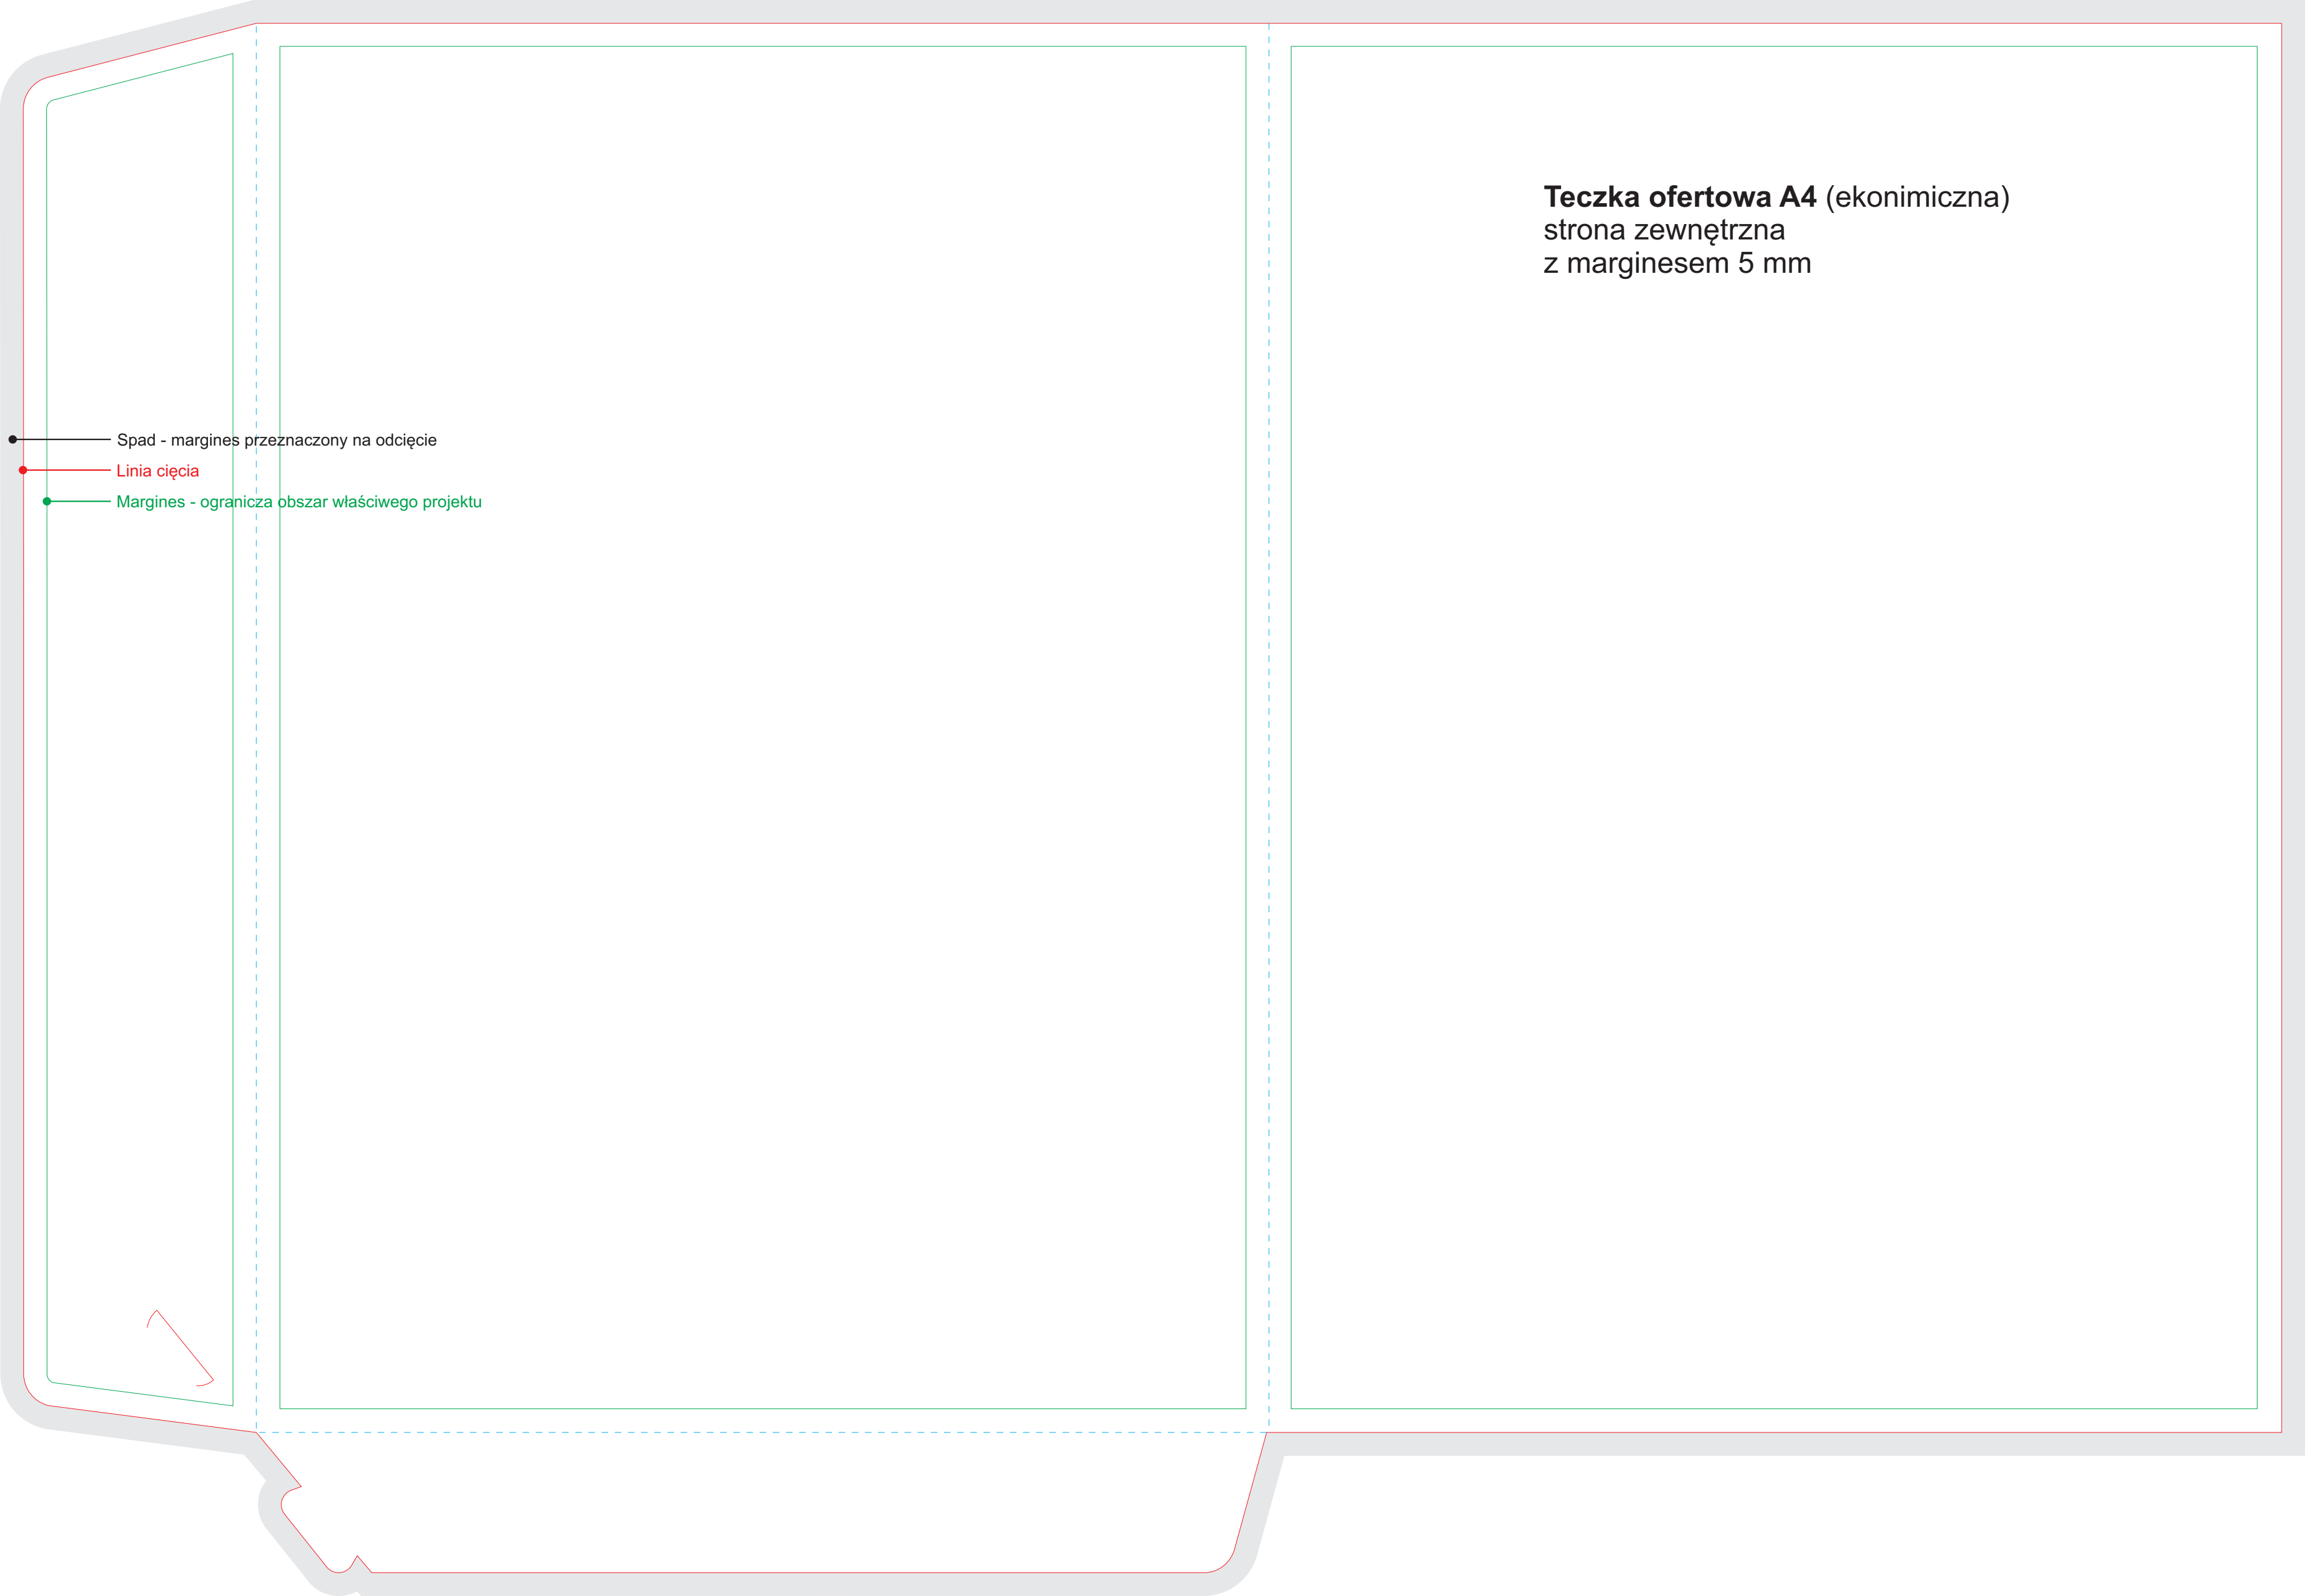 Teczka ofertowa A4 (ekonimiczna)
strona zewnętrzna
z marginesem 5 mm
Spad - margines przeznaczony na odcięcie
Linia cięcia
Margines - ogranicza obszar właściwego projektu